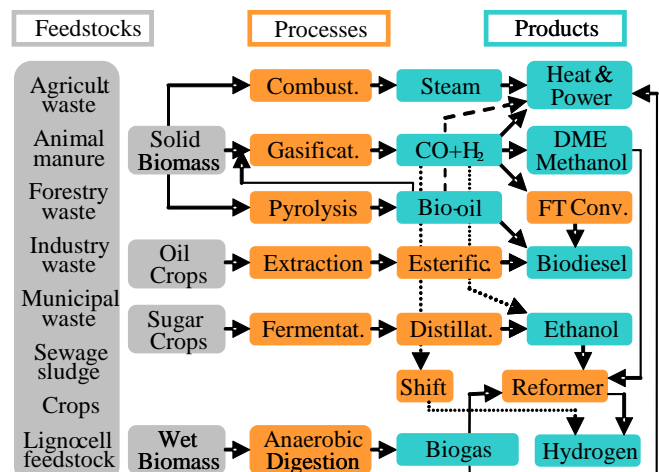 Feedstocks
Processes
Products
Agricult
waste
Animal
manure
Forestry
waste
Industry
waste
Municipal
waste
Sewage
sludge
Crops
Lignocell
feedstock
Solid
Biomass
Oil
Crops
Sugar
Crops
Wet
Biomass
Combust.
Gasificat.
Pyrolysis
Extraction
Fermentat.
Anaerobic
Digestion
Steam
CO+H2
Bio-oil
Esterific.
Distillat.
Shift
Biogas
Heat &
Power
DME
Methanol
FT Conv.
Biodiesel
Ethanol
Reformer
Hydrogen